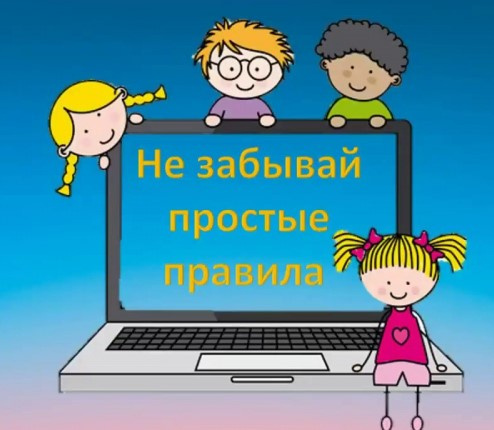 Не забывай
простые
правила